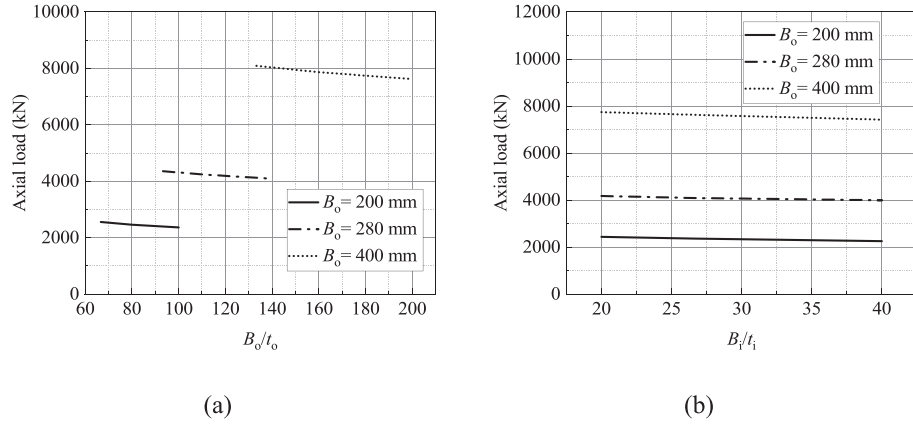 10000
8000
6000
4000
2000
0
Axial load (kN)
60 80 100 120 140 160 180 200
Bo/to
Bo= 200 mm
Bo= 280 mm
Bo= 400 mm
(a)
12000
10000
8000
6000
4000
2000
0
Axial load (kN)
20 25 30 35 40
Bi/ti
Bo= 200 mm
Bo= 280 mm
Bo= 400 mm
(b)